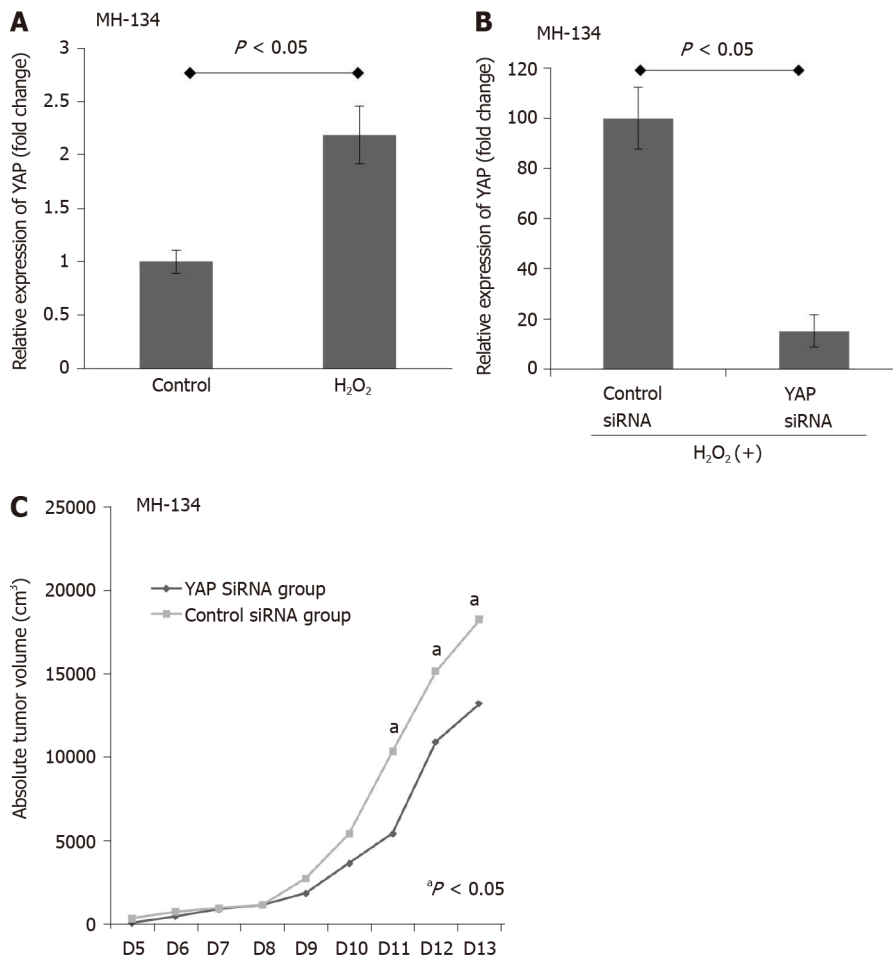 A
MH-134
P < 0.05
Relative expression of YAP (fold change)
3
2.5
2
1.5
1
0.5
0
Control
H₂O₂
B
MH-134
P < 0.05
Relative expression of YAP (fold change)
120
100
80
60
40
20
0
Control
siRNA
YAP
siRNA
H₂O₂ (+)
C
MH-134
Absolute tumor volume (cm³)
25000
20000
15000
10000
5000
0
YAP SiRNA group
Control siRNA group
a
a
a
ᵃP < 0.05
D5 D6 D7 D8 D9 D10 D11 D12 D13